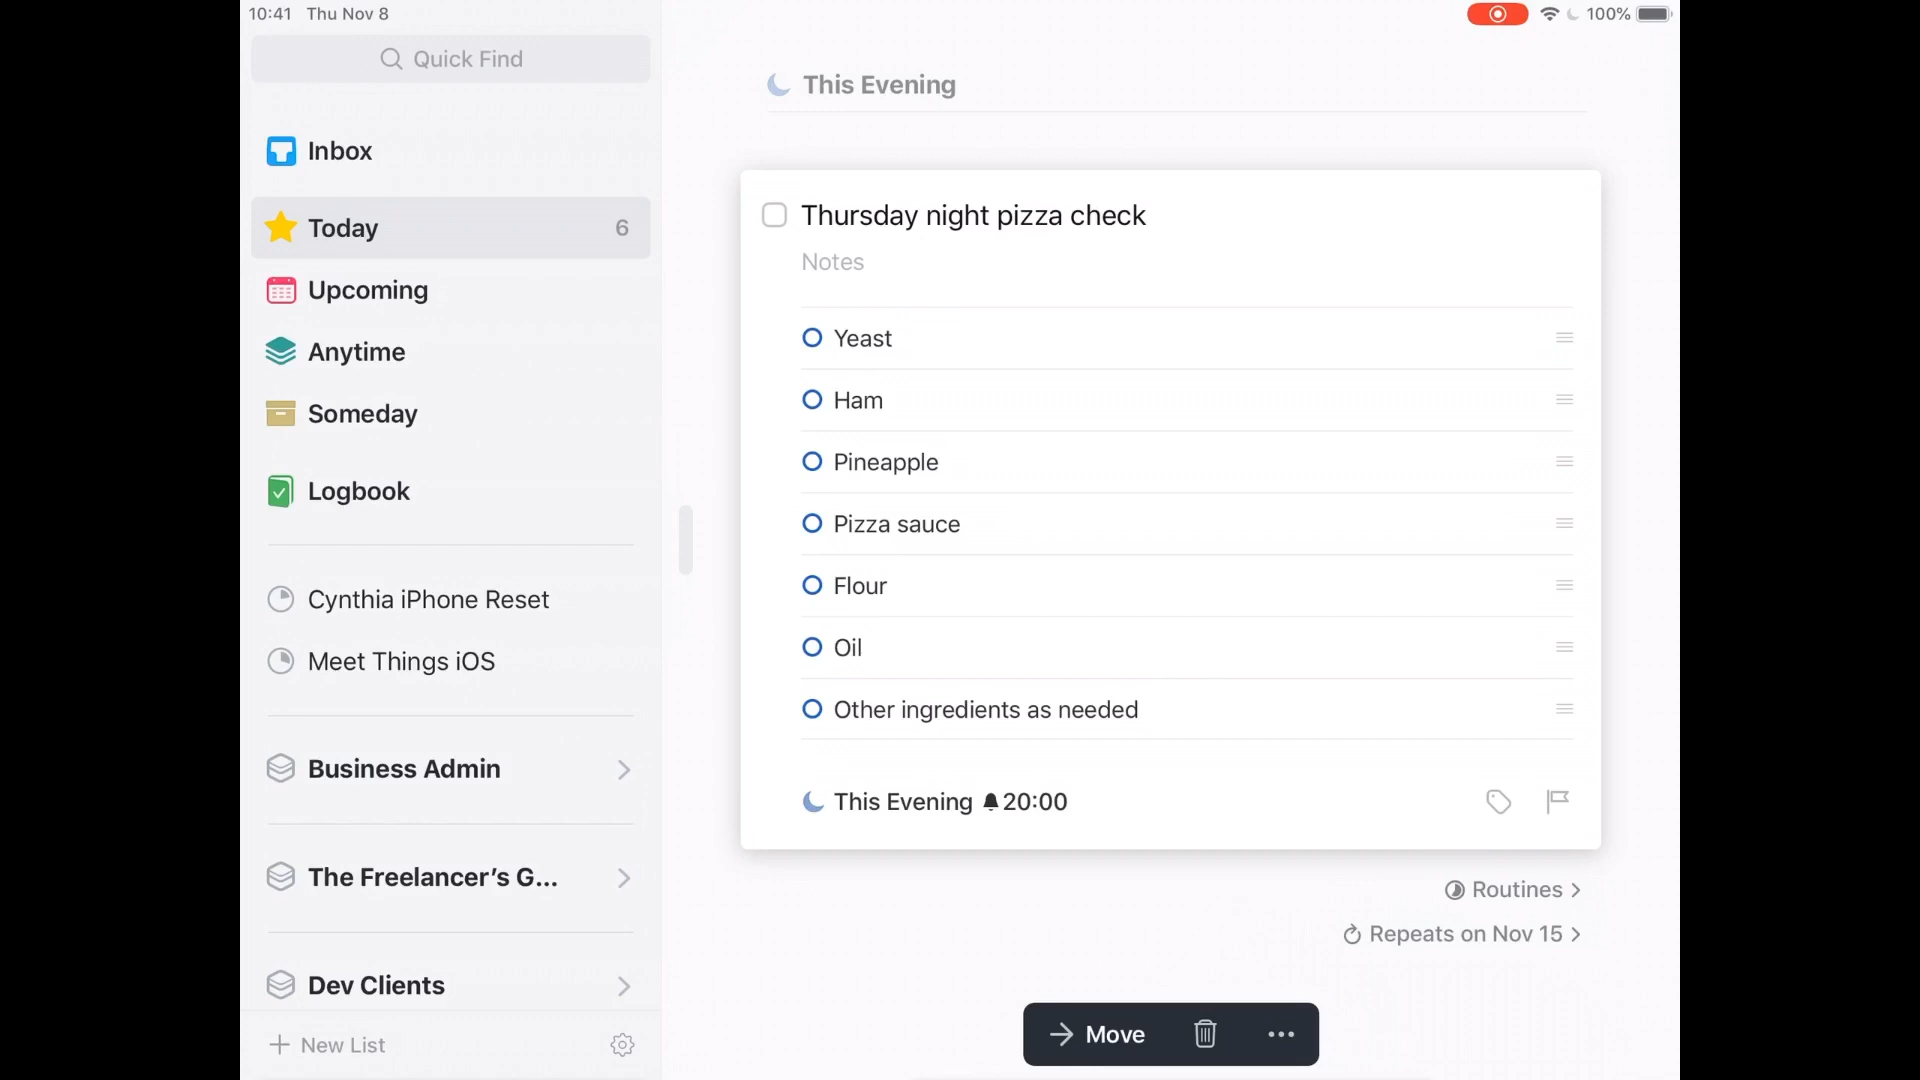 10:41 Thu Nov 8
100%
Quick Find
Inbox
Today 6
Upcoming
Anytime
Someday
Logbook
Cynthia iPhone Reset
Meet Things iOS
Business Admin
The Freelancer’s G...
Dev Clients
New List
This Evening
Thursday night pizza check
Notes
Yeast
Ham
Pineapple
Pizza sauce
Flour
Oil
Other ingredients as needed
This Evening 20:00
Routines
Repeats on Nov 15
Move